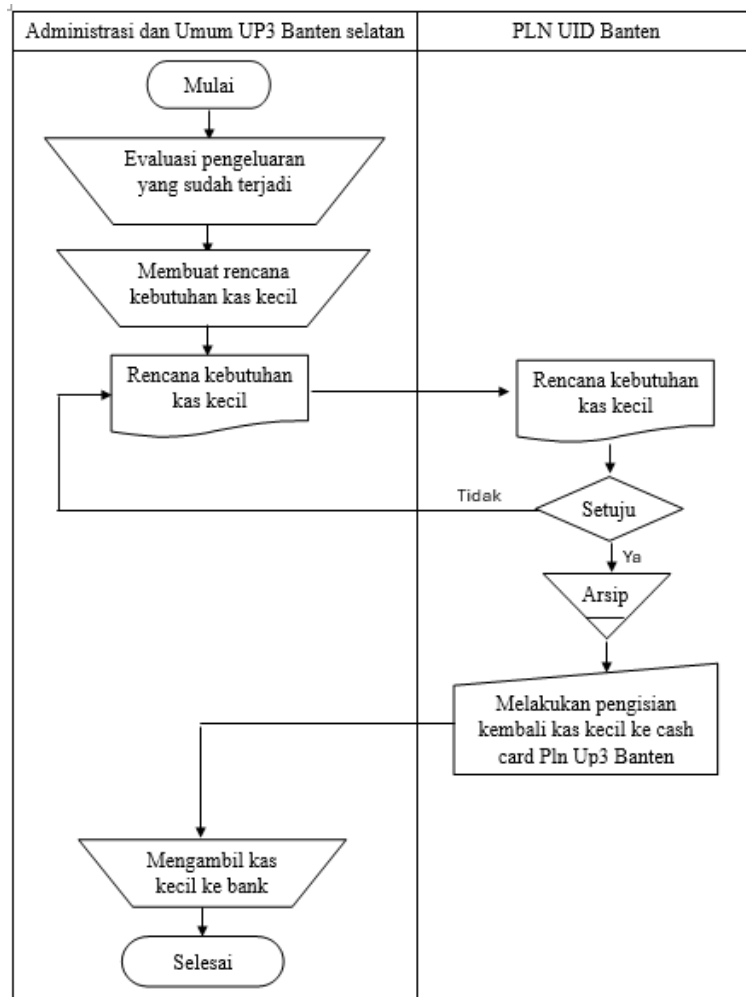 Administrasi dan Umum UP3 Banten selatan
PLN UID Banten
Mulai
Evaluasi pengeluaran
yang sudah terjadi
Membuat rencana
kebutuhan kas kecil
Rencana kebutuhan
kas kecil
Rencana kebutuhan
kas kecil
Tidak
Setuju
Ya
Arsip
Melakukan pengisian
kembali kas kecil ke cash
card Pln Up3 Banten
Mengambil kas
kecil ke bank
Selesai